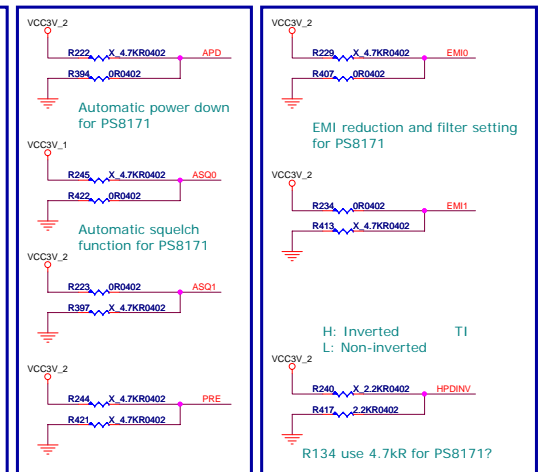 VCC3V_2
R222 X_4.7KR0402 APD
R394 0R0402
Automatic power down
for PS8171
VCC3V_1
R245 X_4.7KR0402 ASQ0
R422 0R0402
Automatic squelch
function for PS8171
VCC3V_2
R223 0R0402 ASQ1
R397 X_4.7KR0402
VCC3V_2
R244 X_4.7KR0402 PRE
R421 X_4.7KR0402
VCC3V_2
R229 X_4.7KR0402 EMI0
R407 0R0402
EMI reduction and filter setting
for PS8171
VCC3V_2
R234 0R0402 EMI1
R413 X_4.7KR0402
H: Inverted TI
L: Non-inverted
VCC3V_2
R240 X_2.2KR0402 HPDINV
R417 2.2KR0402
R134 use 4.7kR for PS8171?